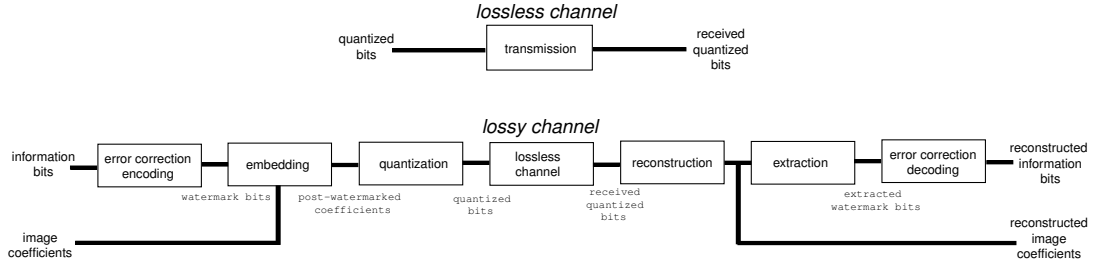 lossless channel
quantized
bits
transmission
received
quantized
bits
lossy channel
information
bits
error correction
encoding
embedding
quantization
lossless
channel
reconstruction
extraction
error correction
decoding
reconstructed
information
bits
watermark bits
post-watermarked
coefficients
quantized
bits
received
quantized
bits
extracted
watermark bits
image
coefficients
reconstructed
image
coefficients